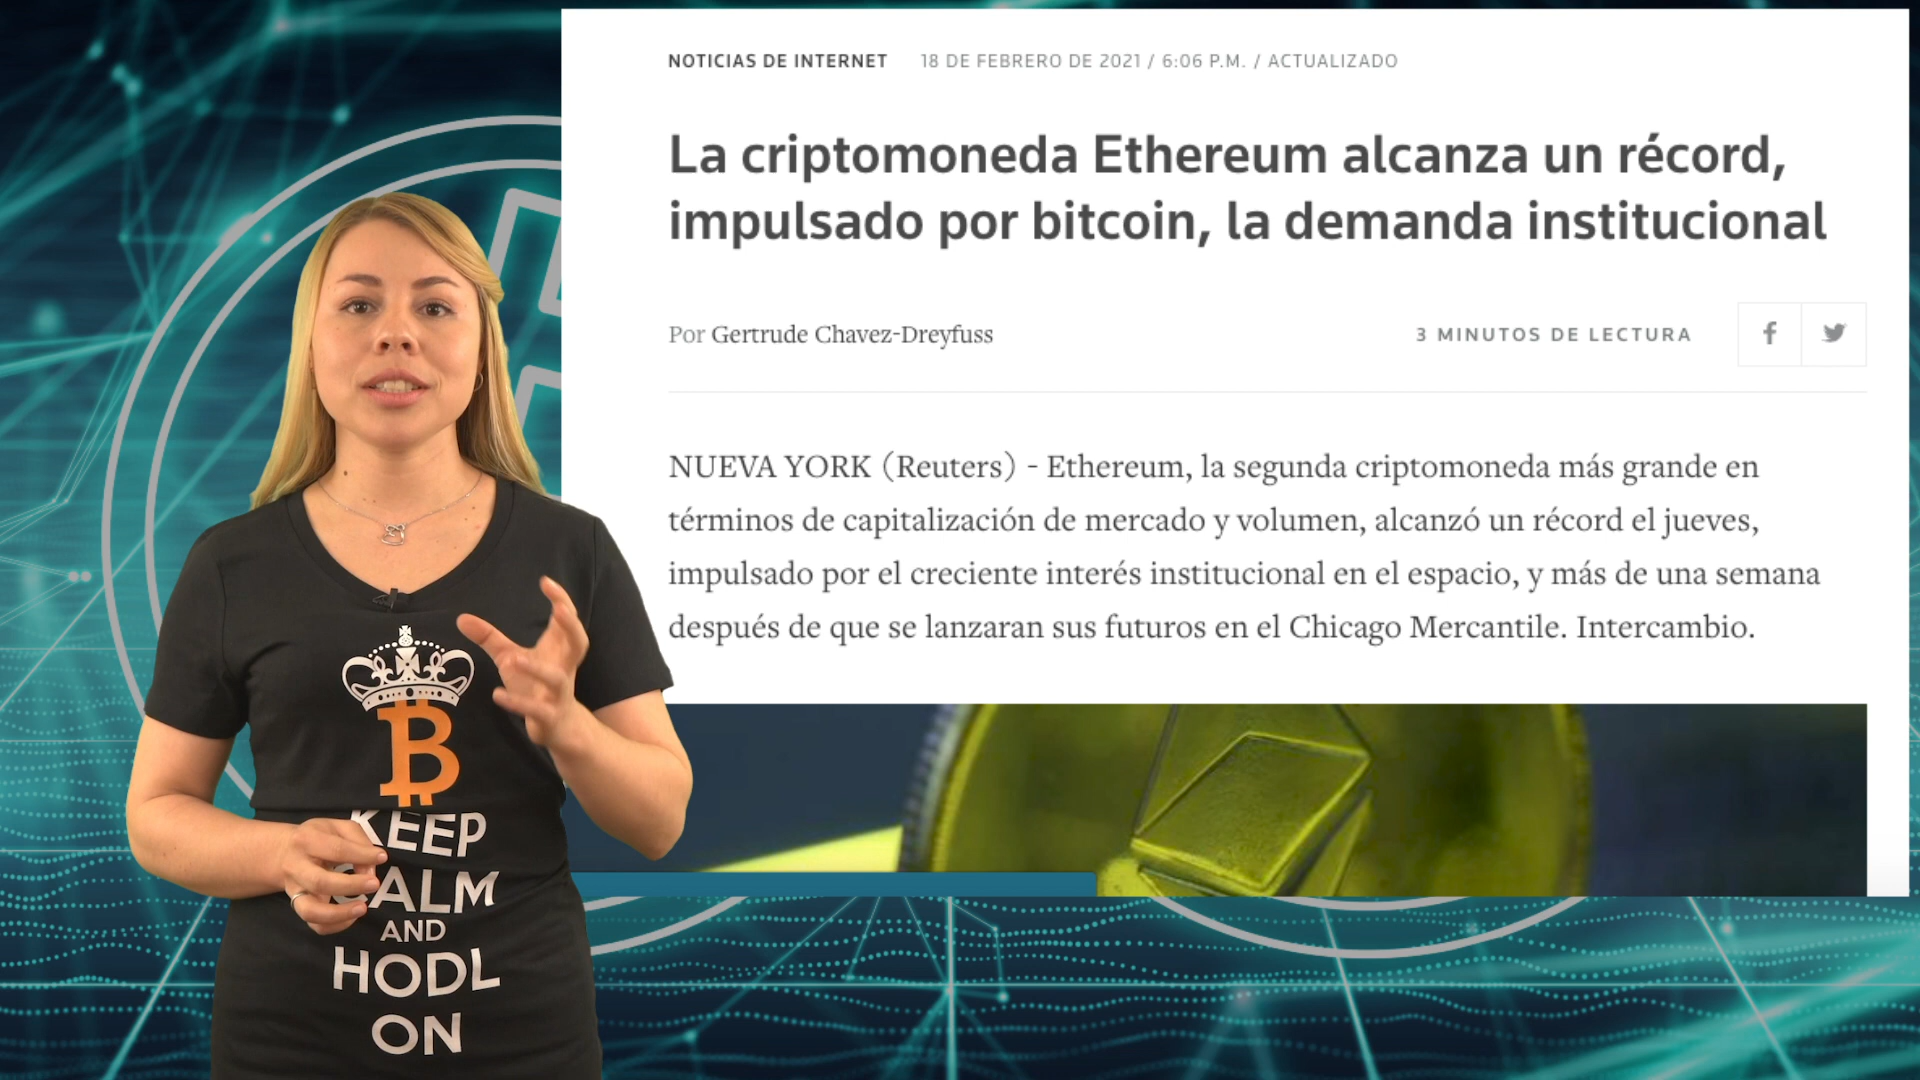 NOTICIAS DE INTERNET 18 DE FEBRERO DE 2021 / 6:06 P.M. / ACTUALIZADO
La criptomoneda Ethereum alcanza un récord,
impulsado por bitcoin, la demanda institucional
Por Gertrude Chavez-Dreyfuss 3 MINUTOS DE LECTURA
NUEVA YORK (Reuters) - Ethereum, la segunda criptomoneda más grande en
términos de capitalización de mercado y volumen, alcanzó un récord el jueves,
impulsado por el creciente interés institucional en el espacio, y más de una semana
después de que se lanzaran sus futuros en el Chicago Mercantile. Intercambio.
KEEP
CALM
AND
HODL
ON